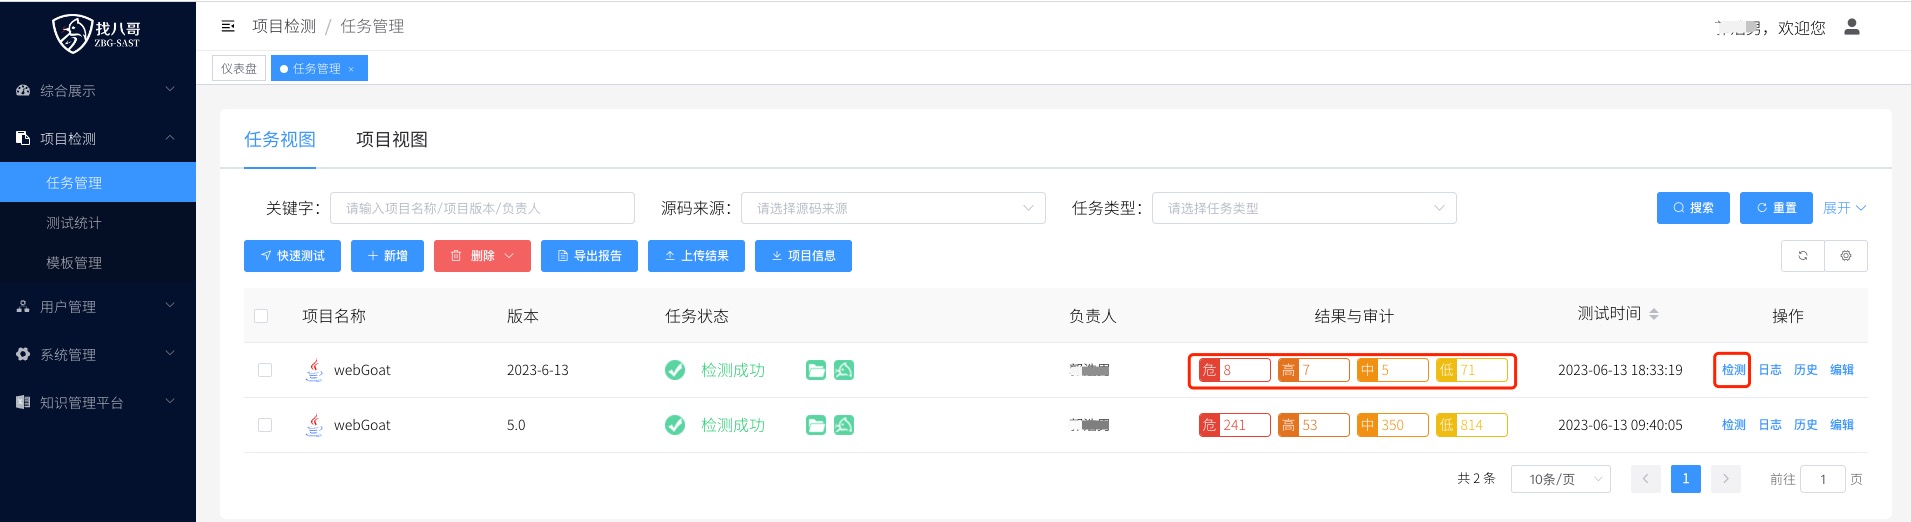 找八哥
ZBG-SAST
综合展示
项目检测
任务管理
测试统计
模板管理
用户管理
系统管理
知识管理平台
项目检测 / 任务管理
男，欢迎您
仪表盘
任务管理 ×
任务视图 项目视图
关键字： 请输入项目名称/项目版本/负责人 源码来源： 请选择源码来源 任务类型： 请选择任务类型 搜索 重置 展开
快速测试 新增 删除 导出报告 上传结果 项目信息
项目名称 版本 任务状态 负责人 结果与审计 测试时间 操作
webGoat 2023-6-13 检测成功 危 8 高 7 中 5 低 71 2023-06-13 18:33:19 检测 日志 历史 编辑
webGoat 5.0 检测成功 危 241 高 53 中 350 低 814 2023-06-13 09:40:05 检测 日志 历史 编辑
共 2 条 10条/页 1 前往 1 页